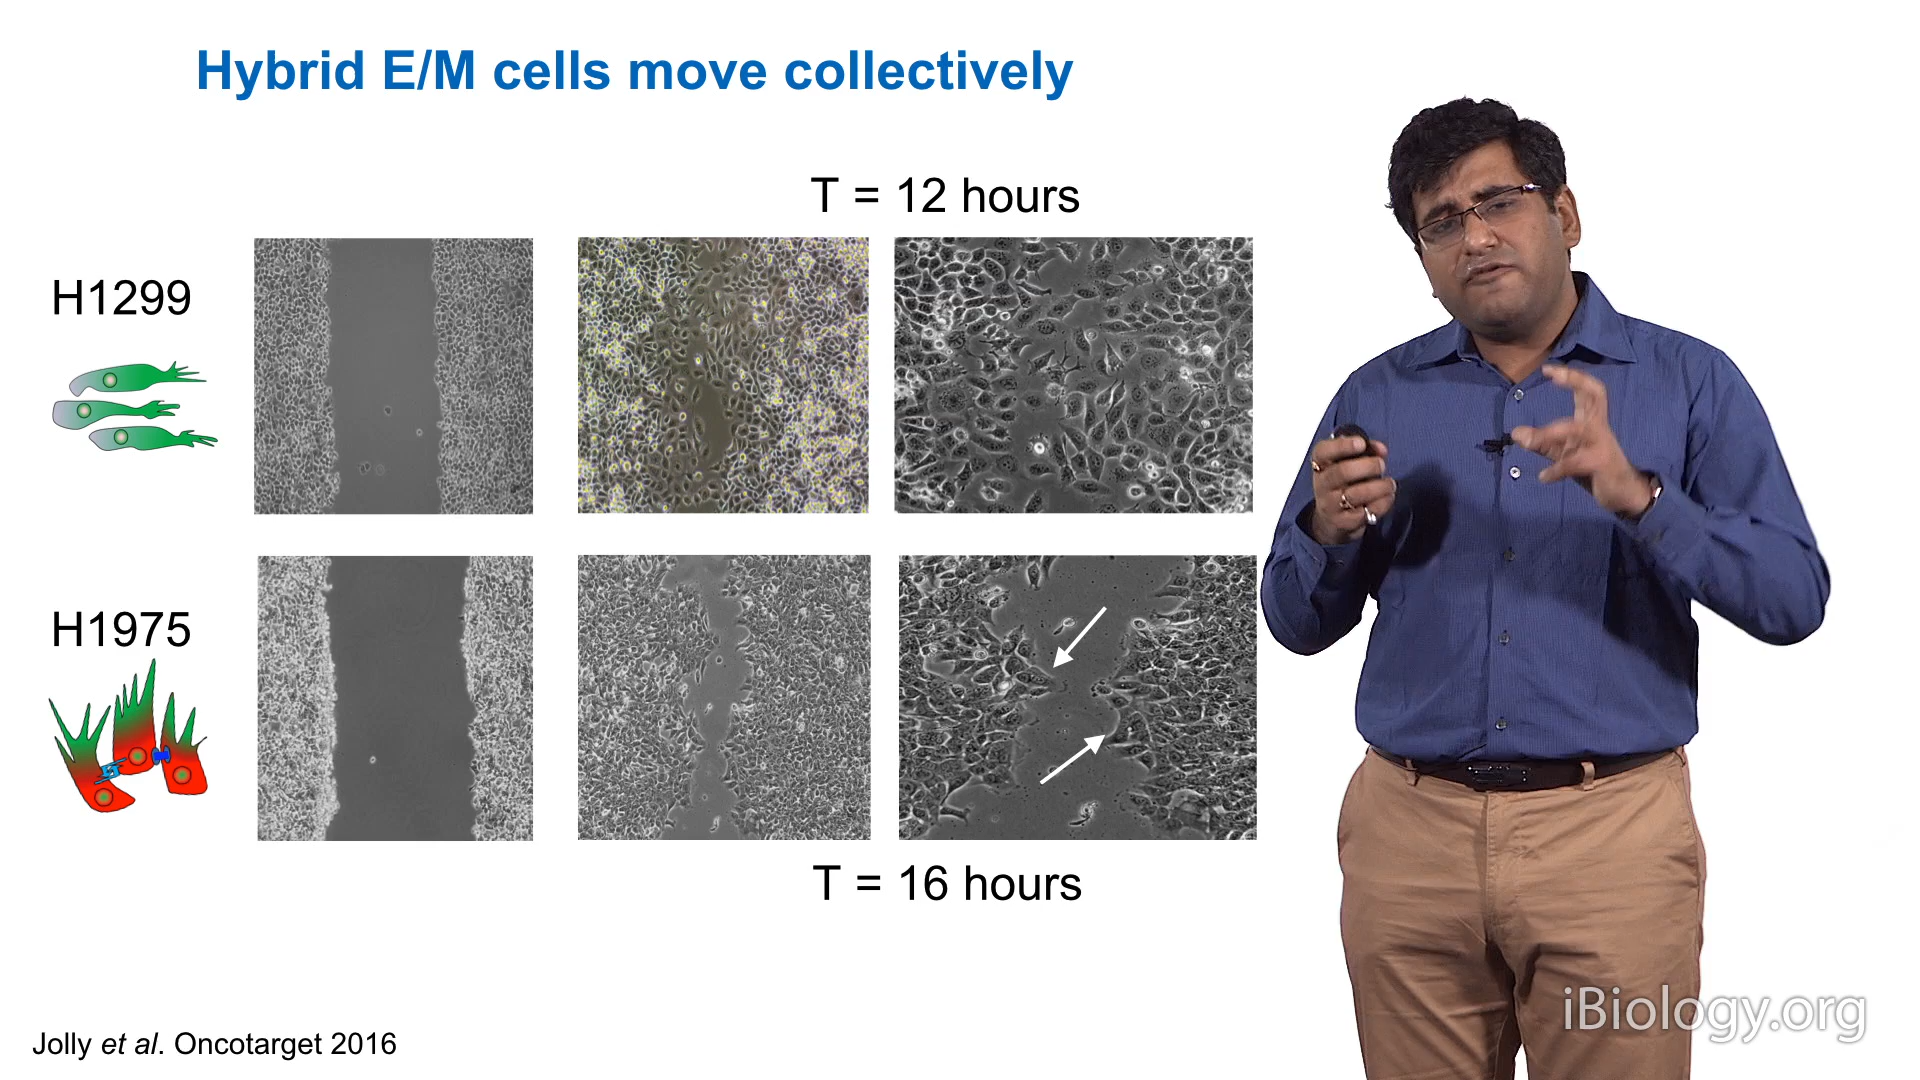 Hybrid E/M cells move collectively
T = 12 hours
H1299
H1975
T = 16 hours
Jolly et al. Oncotarget 2016
iBiology.org